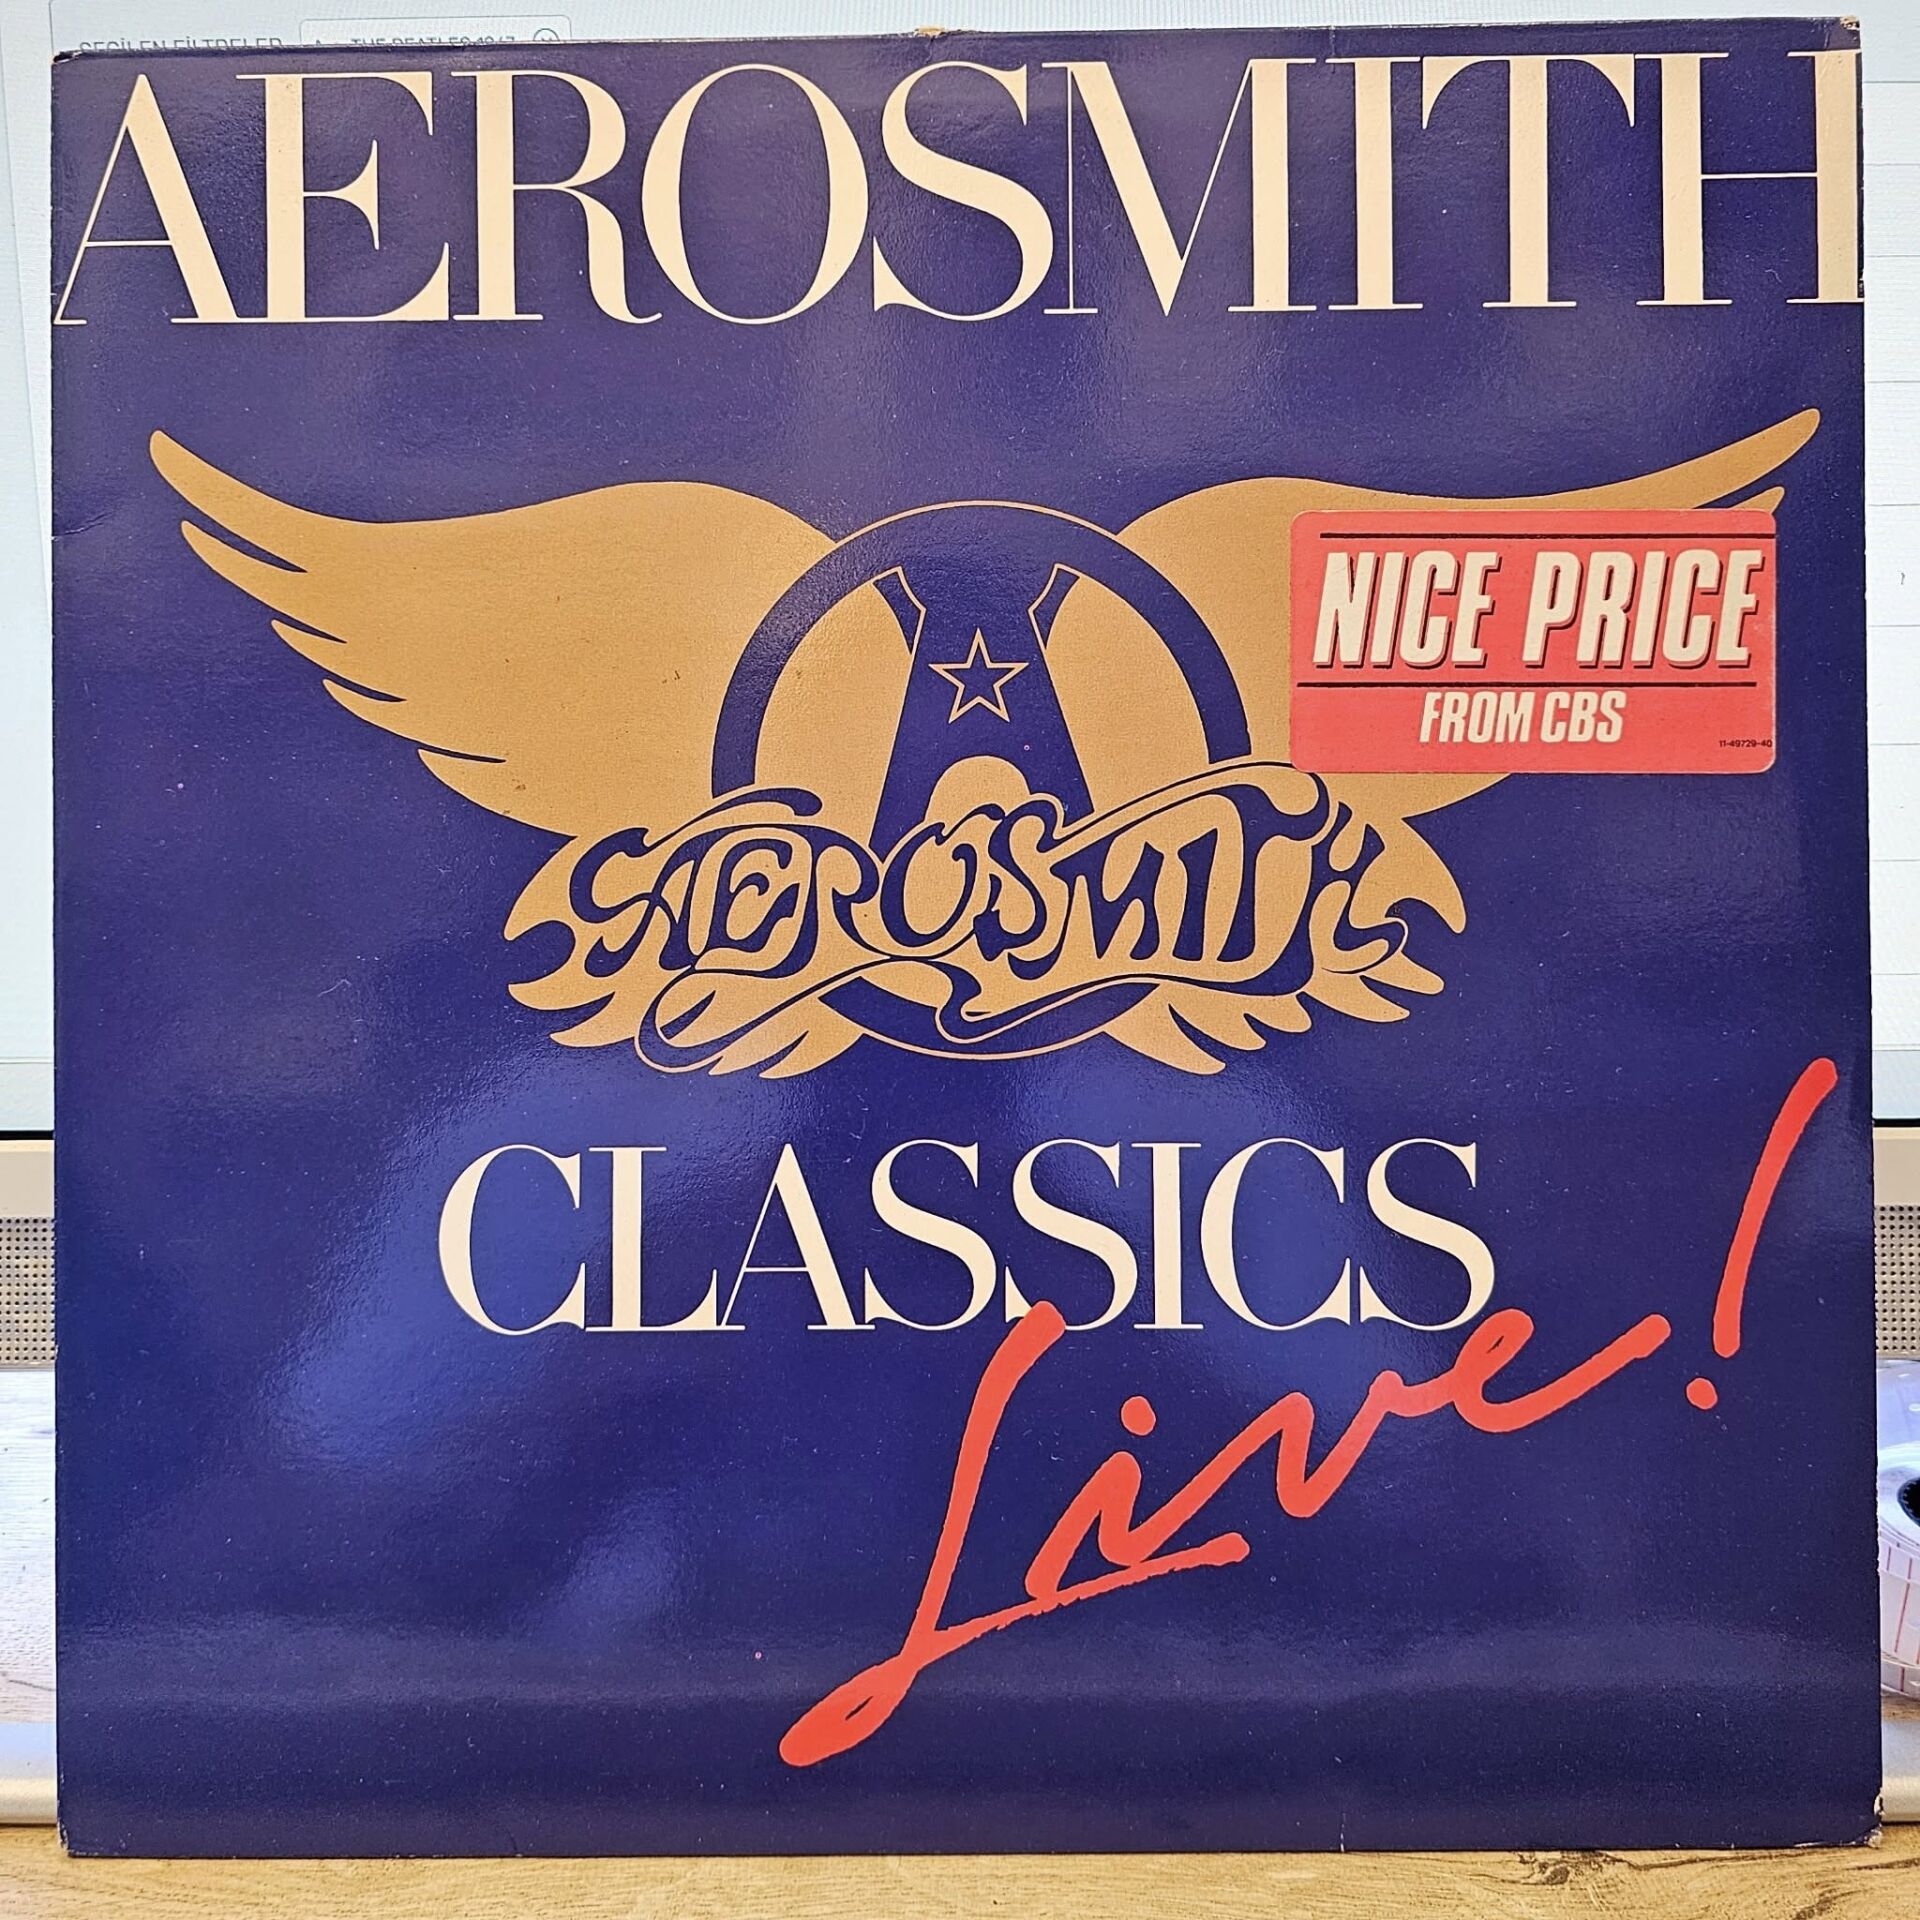 AEROSMITH
NICE PRICE
FROM CBS
11-49729-40
A
AEROSMITH
CLASSICS
Live!